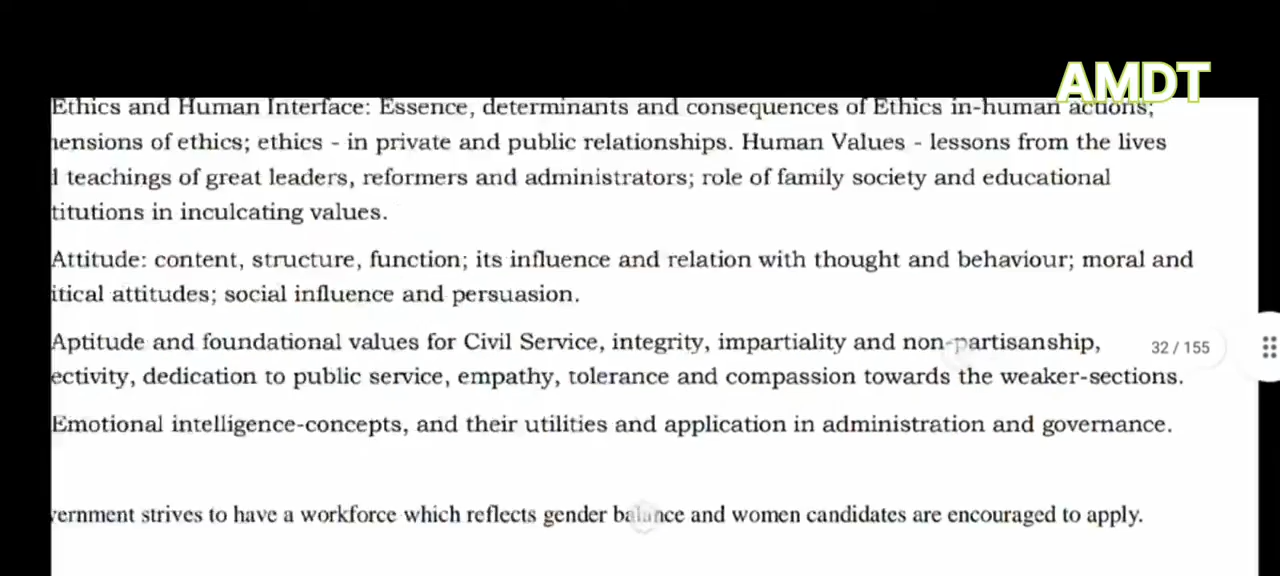 AMDT
Ethics and Human Interface: Essence, determinants and consequences of Ethics in-human actions;
iensions of ethics; ethics - in private and public relationships. Human Values - lessons from the lives
l teachings of great leaders, reformers and administrators; role of family society and educational
titutions in inculcating values.
Attitude: content, structure, function; its influence and relation with thought and behaviour; moral and
itical attitudes; social influence and persuasion.
Aptitude and foundational values for Civil Service, integrity, impartiality and non-partisanship,
32 / 155
ectivity, dedication to public service, empathy, tolerance and compassion towards the weaker-sections.
Emotional intelligence-concepts, and their utilities and application in administration and governance.
vernment strives to have a workforce which reflects gender balance and women candidates are encouraged to apply.